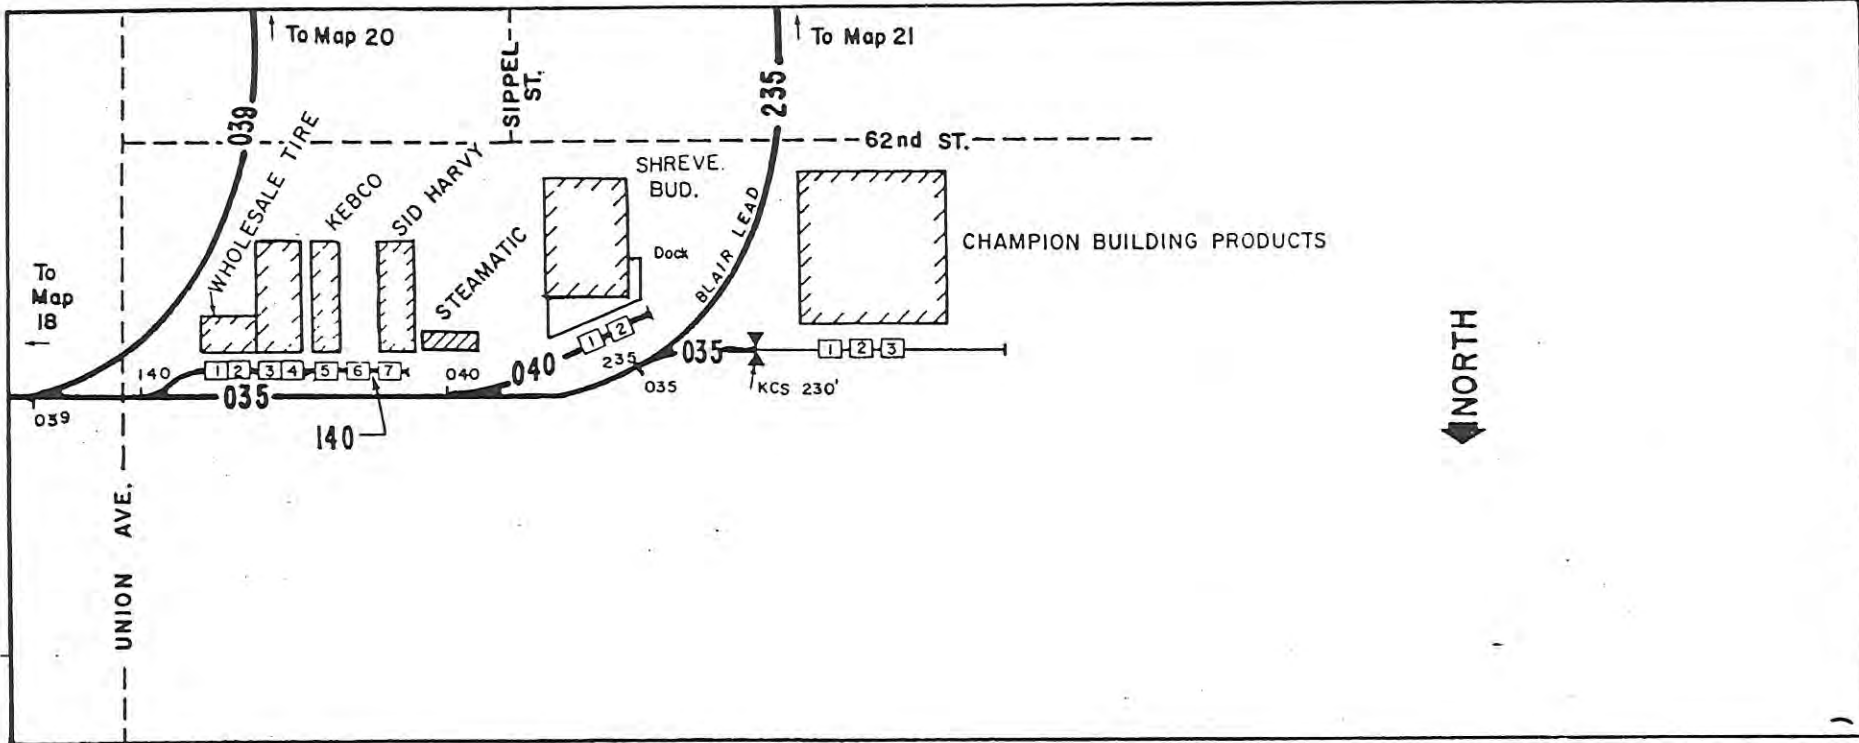 To Map 20
SIPPEL
ST.
235
To Map 21
039
62nd ST.
WHOLESALE TIRE
KEBCO
SID HARVY
STEAMATIC
SHREVE.
BUD.
Dock
BLAIR LEAD
CHAMPION BUILDING PRODUCTS
To
Map
18
140
1 2 3 4 5 6 7
035
140
039
040
040
1 2
235
035
035
KCS 230'
1 2 3
NORTH
UNION AVE.